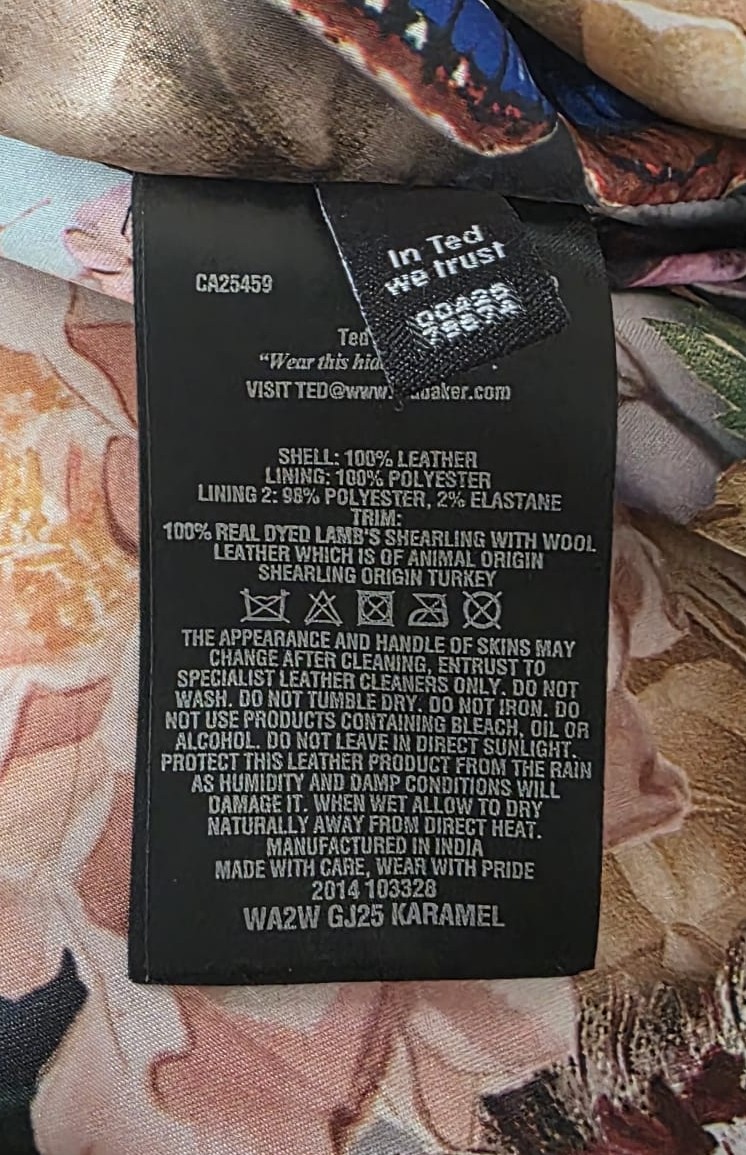 In Ted
we trust
CA25459
Ted
"Wear this
VISIT TED@www.
baker.com
SHELL: 100% LEATHER
LINING: 100% POLYESTER
LINING 2: 98% POLYESTER, 2% ELASTANE
TRIM:
100% REAL DYED LAMB'S SHEARLING WITH WOOL
LEATHER WHICH IS OF ANIMAL ORIGIN
SHEARLING ORIGIN TURKEY
THE APPEARANCE AND HANDLE OF SKINS MAY
CHANGE AFTER CLEANING, ENTRUST TO
SPECIALIST LEATHER CLEANERS ONLY. DO NOT
WASH. DO NOT TUMBLE DRY. DO NOT IRON. DO
NOT USE PRODUCTS CONTAINING BLEACH, OIL OR
ALCOHOL. DO NOT LEAVE IN DIRECT SUNLIGHT.
PROTECT THIS LEATHER PRODUCT FROM THE RAIN
AS HUMIDITY AND DAMP CONDITIONS WILL
DAMAGE IT. WHEN WET ALLOW TO DRY
NATURALLY AWAY FROM DIRECT HEAT.
MANUFACTURED IN INDIA
MADE WITH CARE, WEAR WITH PRIDE
2014 103328
WA2W GJ25 KARAMEL